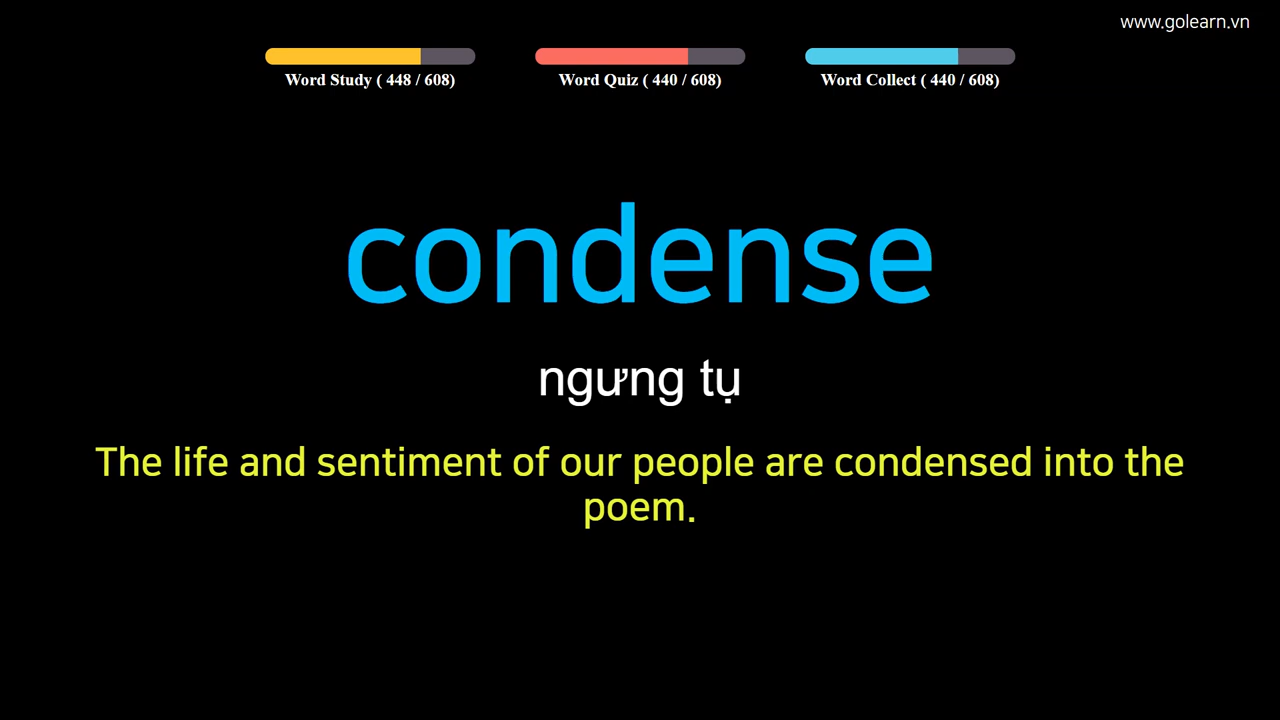 www.golearn.vn
Word Study ( 448 / 608)
Word Quiz ( 440 / 608)
Word Collect ( 440 / 608)
condense
ngưng tụ
The life and sentiment of our people are condensed into the
poem.